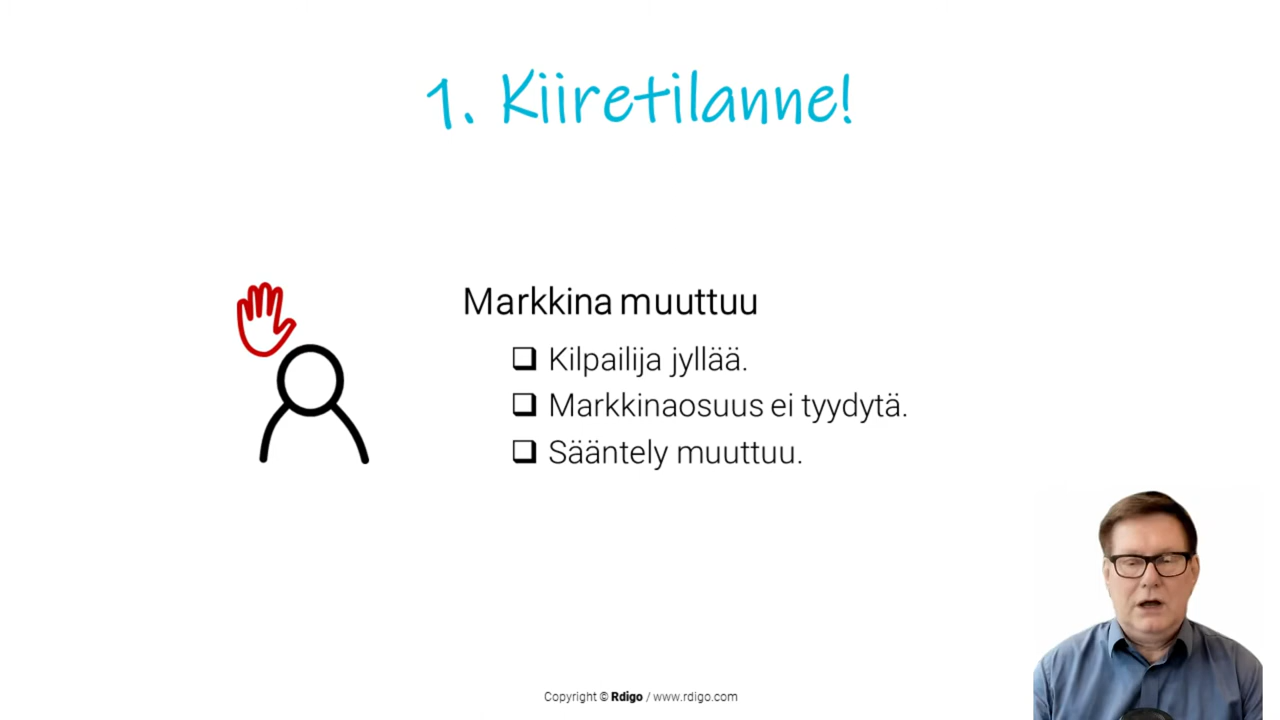 1. Kiiretilanne!
Markkina muuttuu
❑ Kilpailija jyllää.
❑ Markkinaosuus ei tyydytä.
❑ Sääntely muuttuu.
Copyright © Rdigo / www.rdigo.com